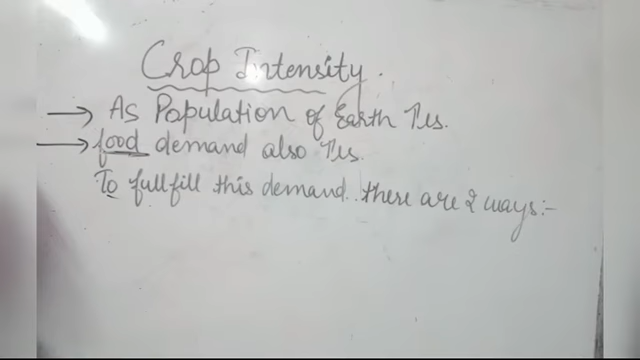 Crop Intensity.
→ As Population of Earth ↑es.
→ food demand also ↑es.
To fullfill this demand. there are 2 ways:-